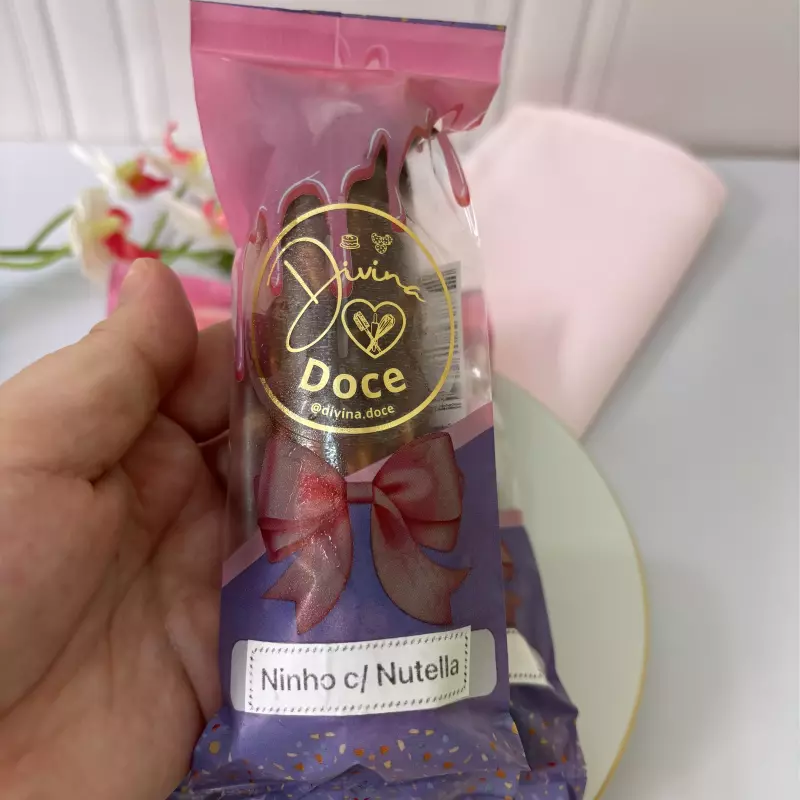 Divina
Doce
@divina.doce
Ninho c/ Nutella